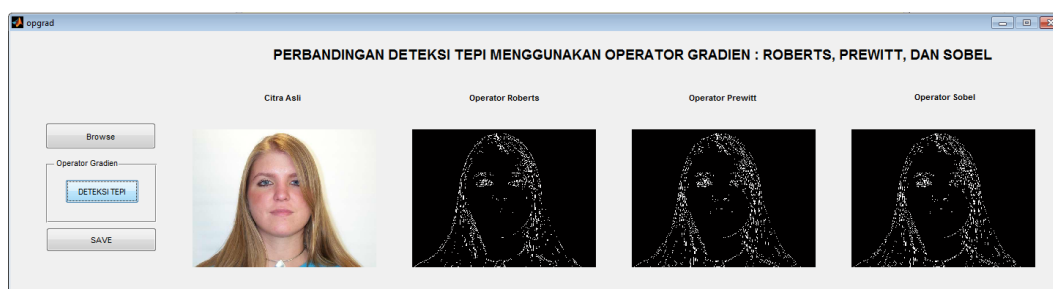 opgrad
PERBANDINGAN DETEKSI TEPI MENGGUNAKAN OPERATOR GRADIEN : ROBERTS, PREWITT, DAN SOBEL
Citra Asli
Operator Roberts
Operator Prewitt
Operator Sobel
Browse
Operator Gradien
DETEKSI TEPI
SAVE